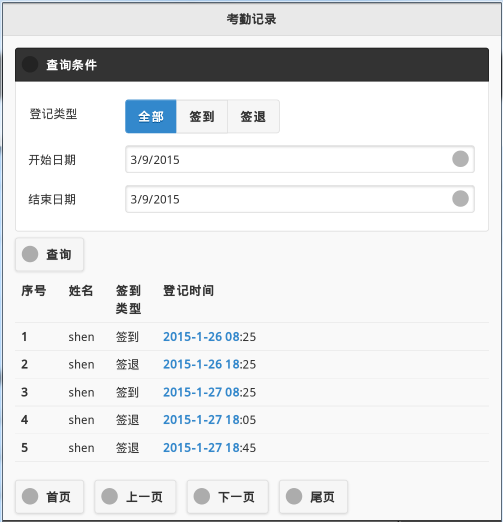 考勤记录
查询条件
登记类型 全部 签到 签退
开始日期 3/9/2015
结束日期 3/9/2015
查询
序号 姓名 签到类型 登记时间
1 shen 签到 2015-1-26 08:25
2 shen 签退 2015-1-26 18:25
3 shen 签到 2015-1-27 08:25
4 shen 签退 2015-1-27 18:05
5 shen 签退 2015-1-27 18:45
首页 上一页 下一页 尾页